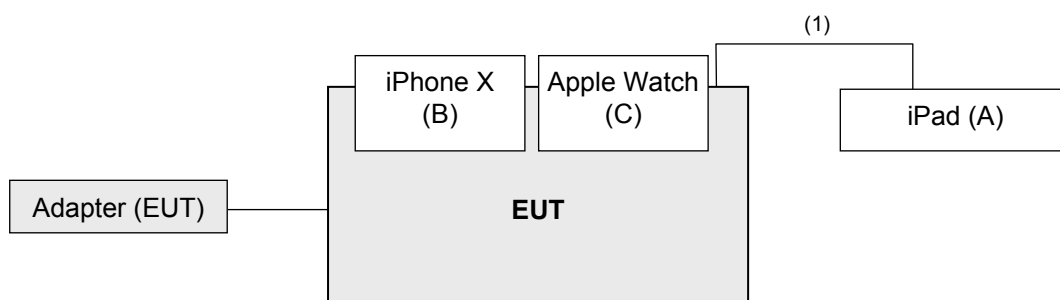 (1)
iPhone X
(B)
Apple Watch
(C)
iPad (A)
Adapter (EUT)
EUT